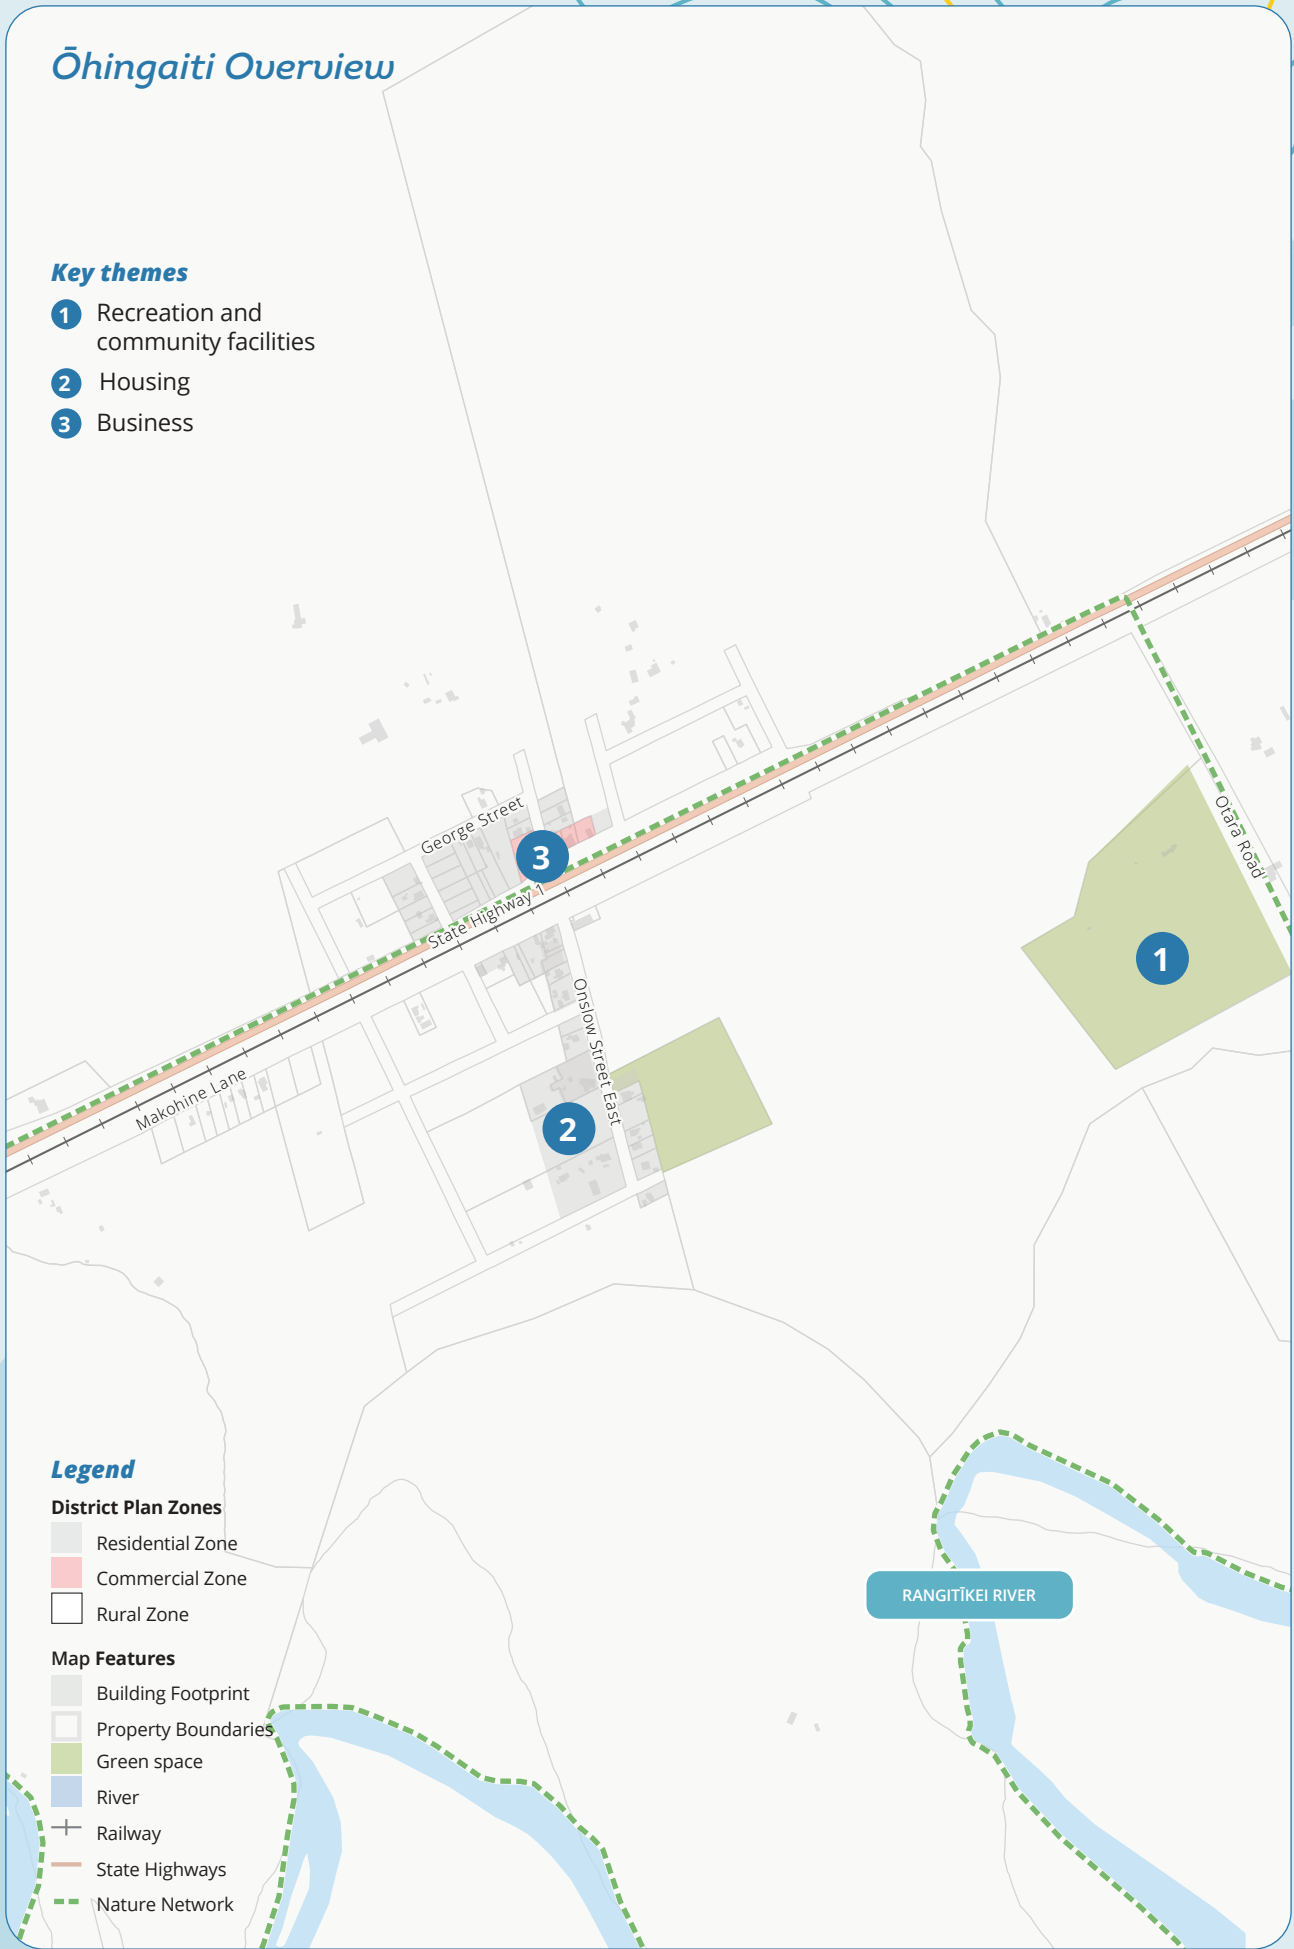 Ōhingaiti Overview
Key themes
1 Recreation and
community facilities
2 Housing
3 Business
George Street
3
State Highway 1
Otara Road
1
Onslow Street East
Makohine Lane
2
Legend
District Plan Zones
Residential Zone
Commercial Zone
Rural Zone
RANGITĪKEI RIVER
Map Features
Building Footprint
Property Boundaries
Green space
River
Railway
State Highways
Nature Network